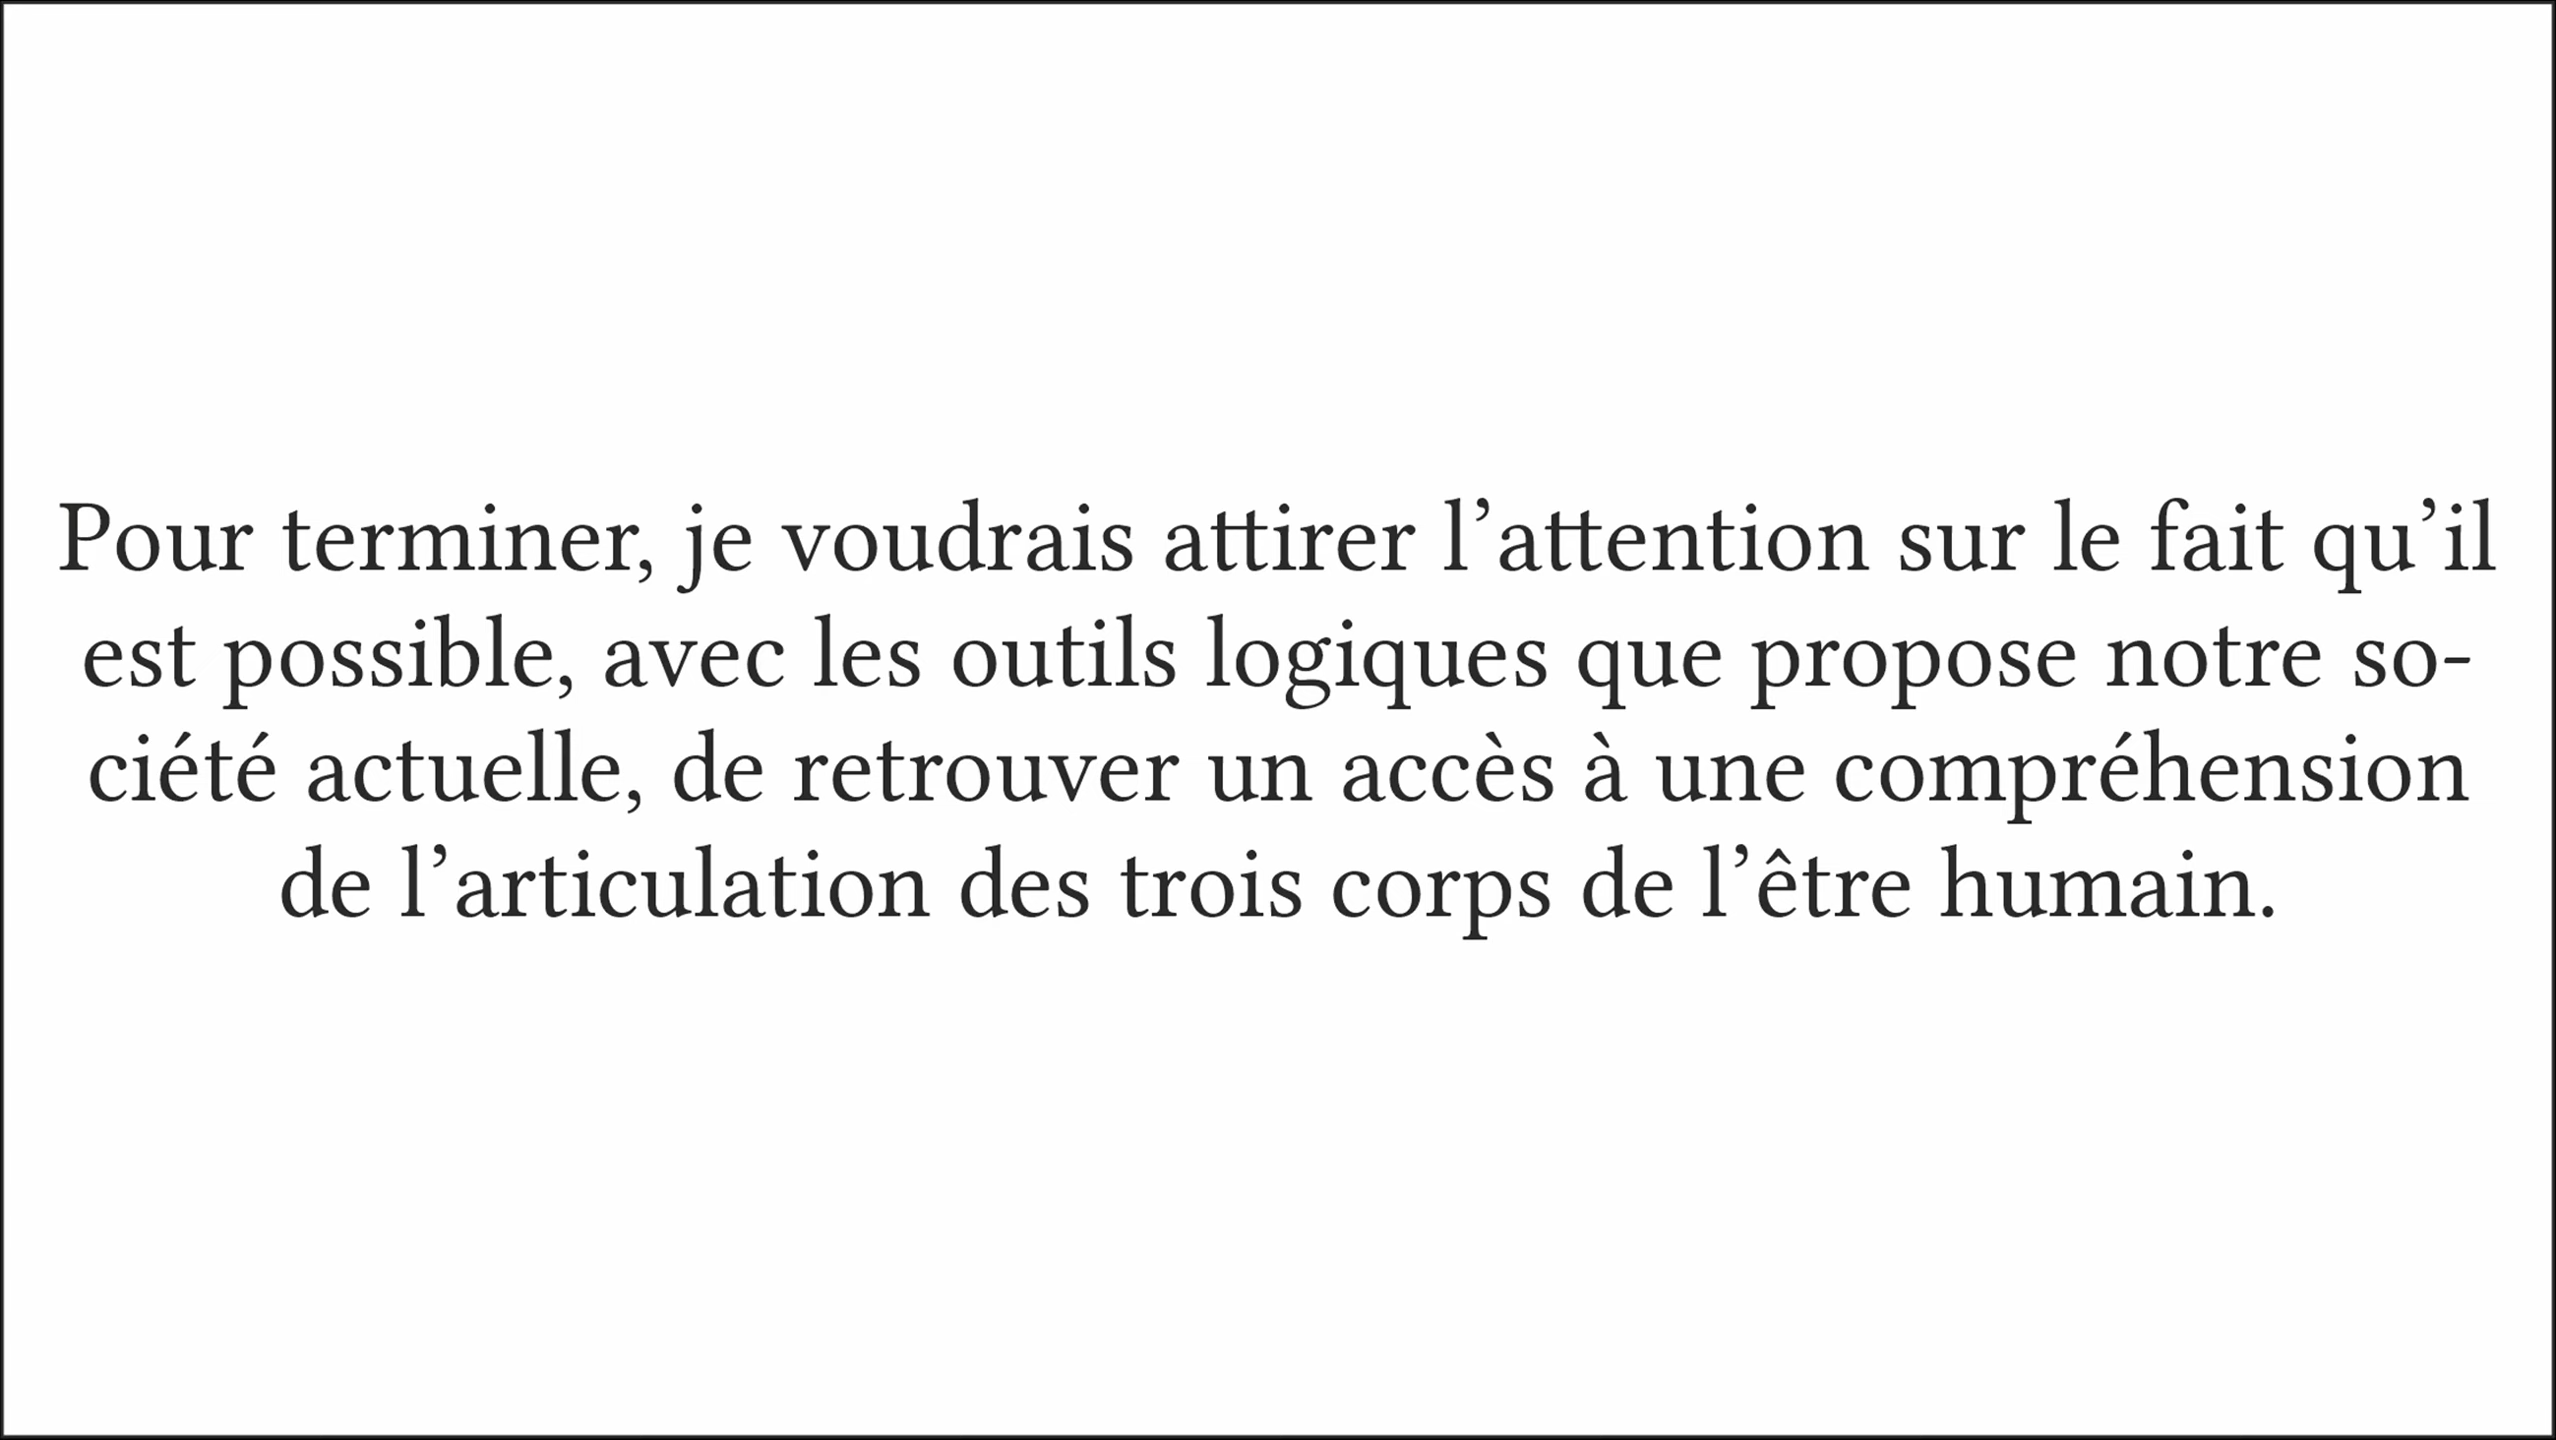 Pour terminer, je voudrais attirer l’attention sur le fait qu’il
est possible, avec les outils logiques que propose notre so-
ciété actuelle, de retrouver un accès à une compréhension
de l’articulation des trois corps de l’être humain.